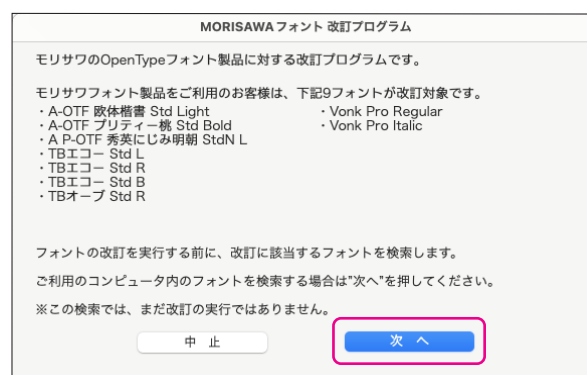 MORISAWAフォント 改訂プログラム
モリサワのOpenTypeフォント製品に対する改訂プログラムです。
モリサワフォント製品をご利用のお客様は、下記9フォントが改訂対象です。
・A-OTF 欧体楷書 Std Light
・A-OTF プリティー桃 Std Bold
・A P-OTF 秀英にじみ明朝 StdN L
・TBエコー Std L
・TBエコー Std R
・TBエコー Std B
・TBオーブ Std R
・Vonk Pro Regular
・Vonk Pro Italic
フォントの改訂を実行する前に、改訂に該当するフォントを検索します。
ご利用のコンピュータ内のフォントを検索する場合は"次へ"を押してください。
※この検索では、まだ改訂の実行ではありません。
中 止
次 へ